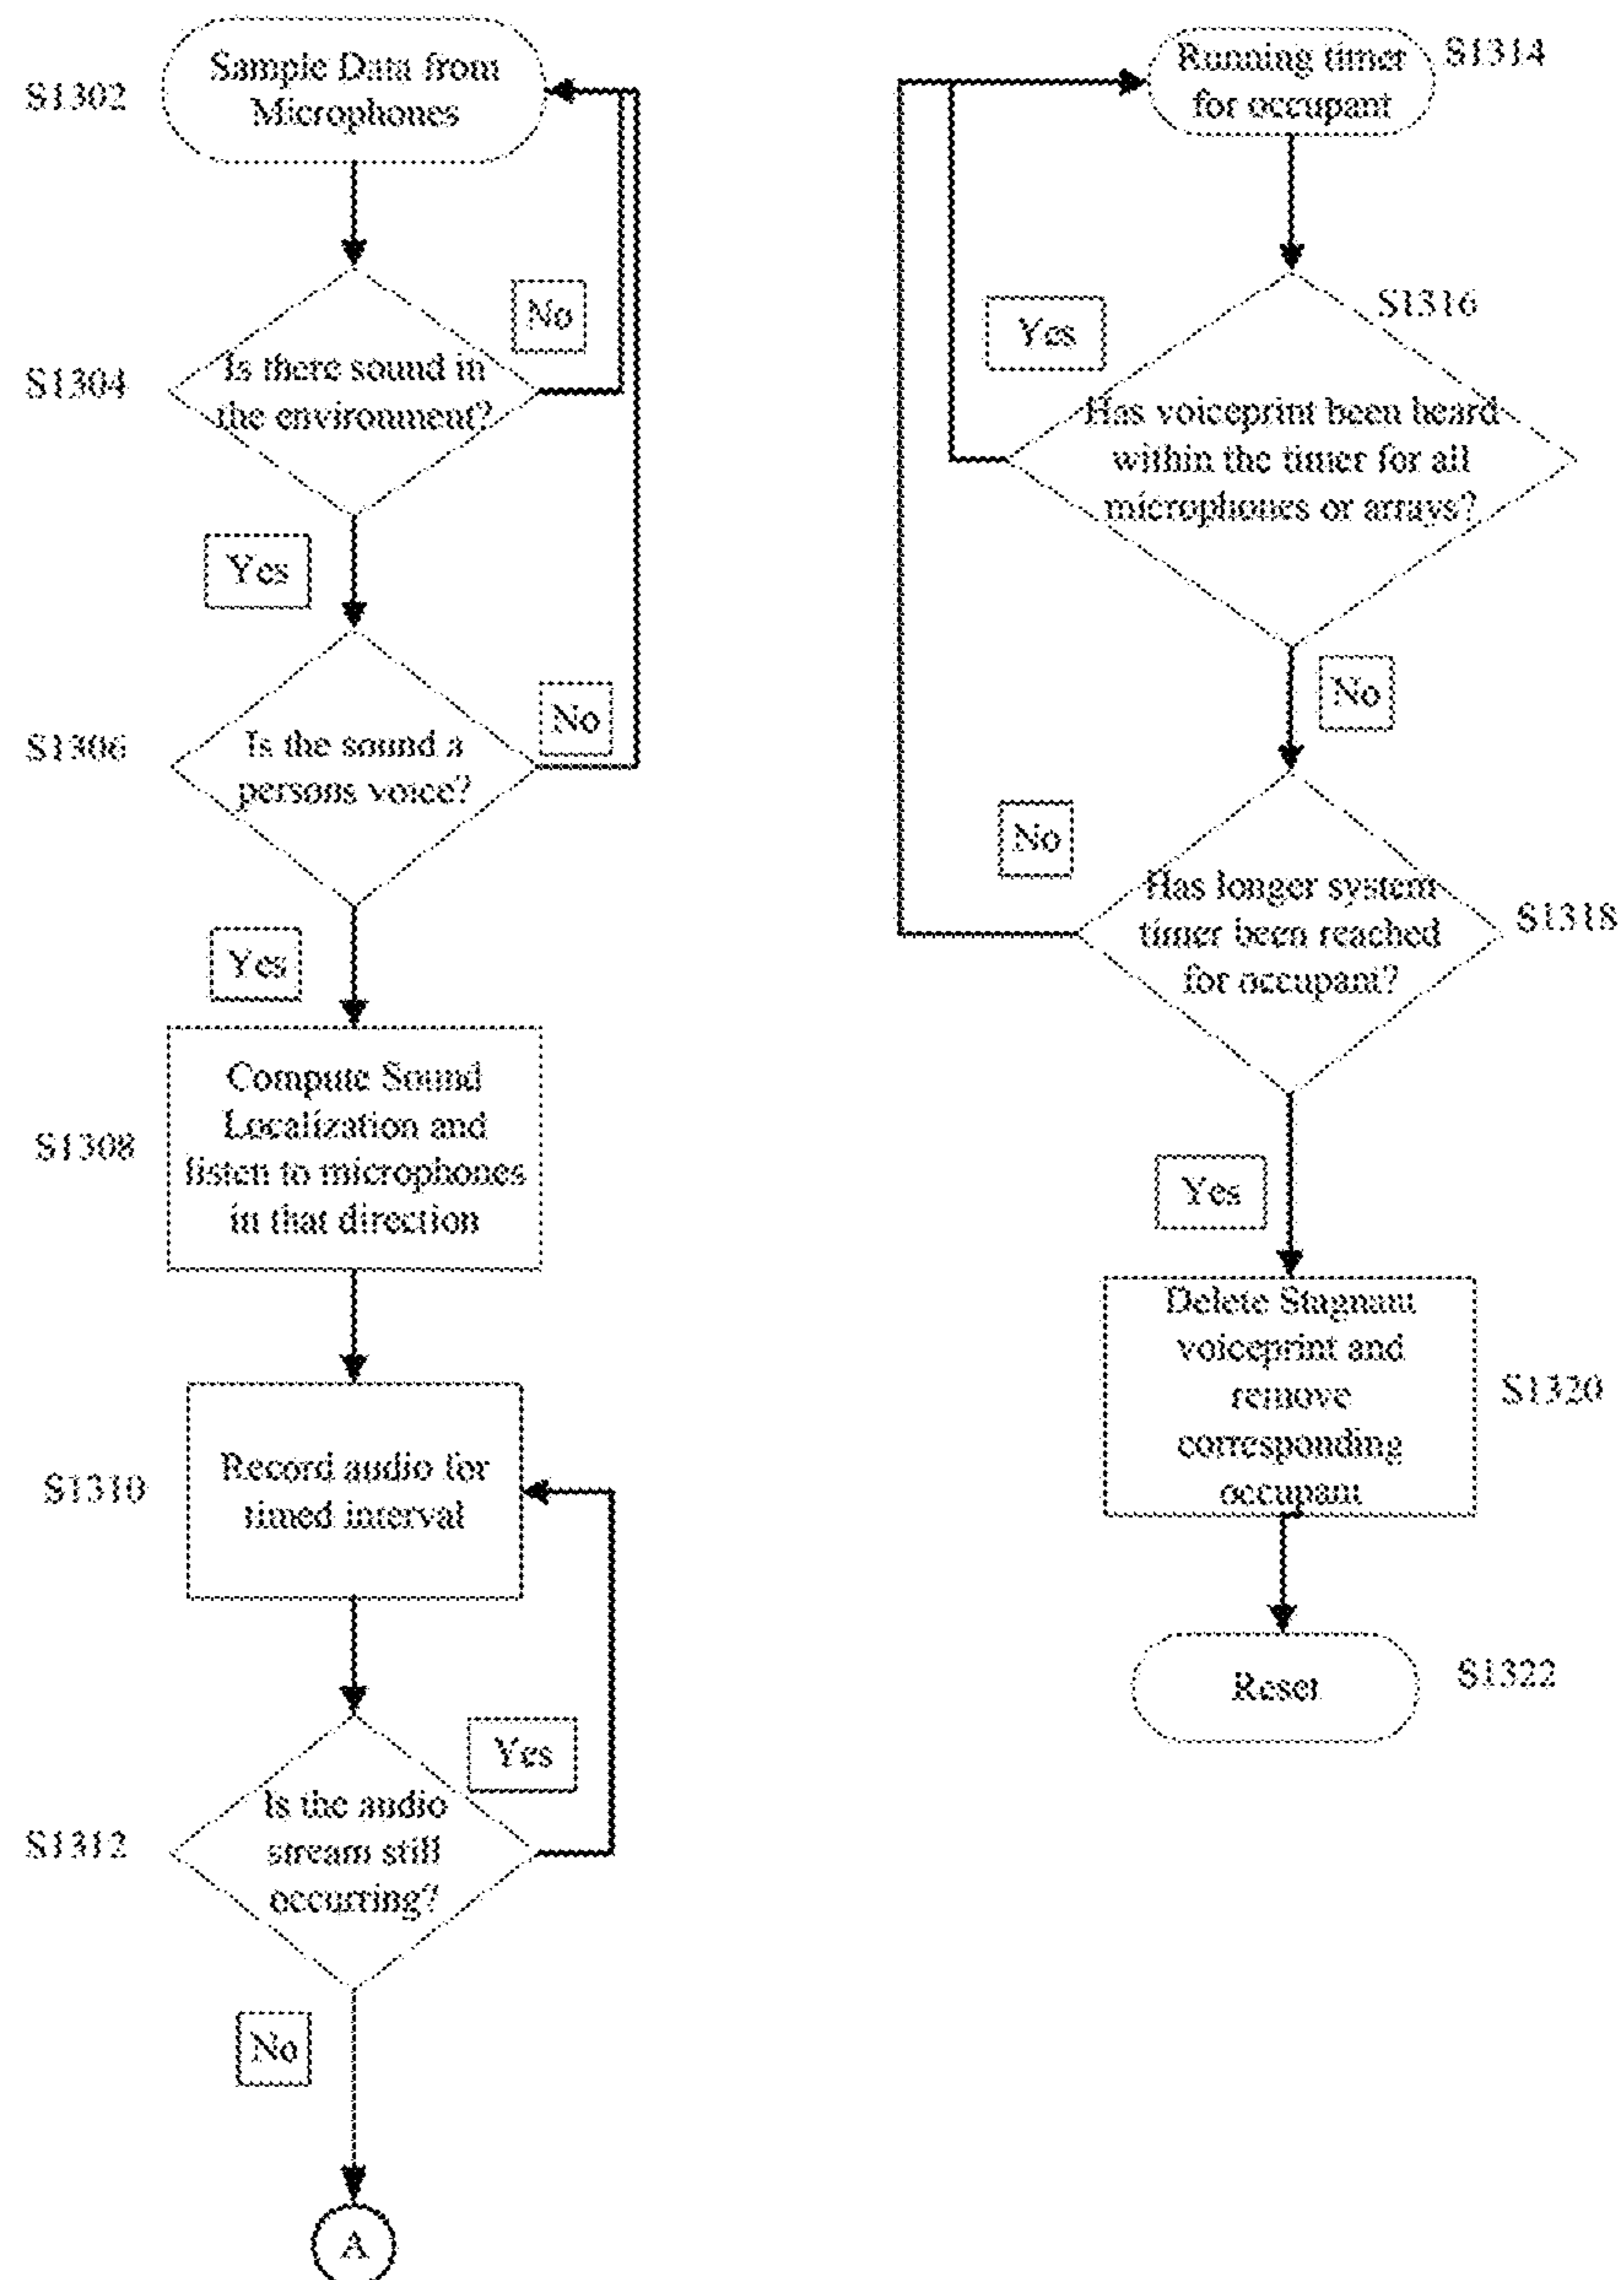 S1302
Sample Data from
Microphones
S1304
Is there sound in
the environment?
No
Yes
S1306
Is the sound a
persons voice?
No
Yes
S1308
Compute Sound
Localization and
listen to microphones
in that direction
S1310
Record audio for
timed interval
S1312
Is the audio
stream still
occurring?
Yes
No
A
Running timer
for occupant
S1314
S1316
Has voiceprint been heard
within the timer for all
microphones or arrays?
Yes
No
Has longer system
timer been reached
for occupant?
S1318
No
Yes
Delete Stagnant
voiceprint and
remove
corresponding
occupant
S1320
Reset
S1322